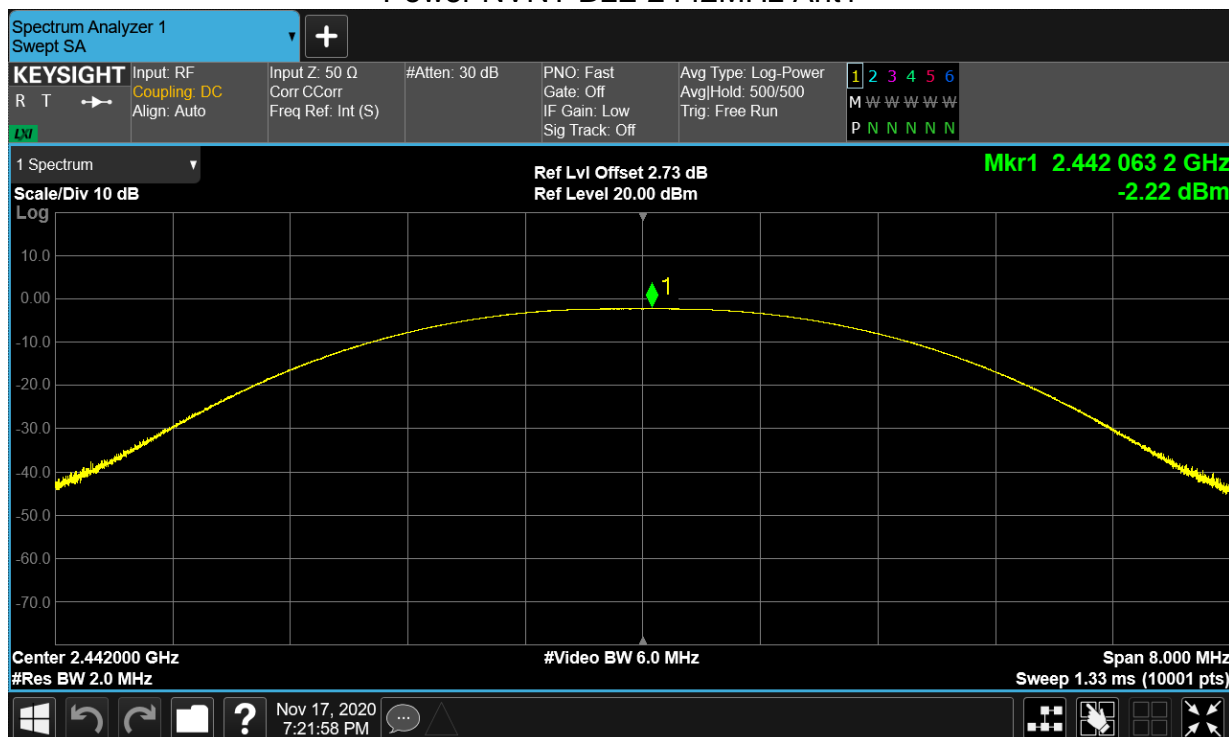 Power NVNT BLE 2442MHz Ant1
Spectrum Analyzer 1
Swept SA
KEYSIGHT
R T
LXI
Input: RF
Coupling: DC
Align: Auto
Input Z: 50 Ω
Corr CCorr
Freq Ref: Int (S)
#Atten: 30 dB
PNO: Fast
Gate: Off
IF Gain: Low
Sig Track: Off
Avg Type: Log-Power
Avg|Hold: 500/500
Trig: Free Run
1 2 3 4 5 6
M W W W W W
P N N N N N
1 Spectrum
Scale/Div 10 dB
Log
Ref Lvl Offset 2.73 dB
Ref Level 20.00 dBm
Mkr1 2.442 063 2 GHz
-2.22 dBm
10.0
0.00
1
-10.0
-20.0
-30.0
-40.0
-50.0
-60.0
-70.0
Center 2.442000 GHz
#Res BW 2.0 MHz
#Video BW 6.0 MHz
Span 8.000 MHz
Sweep 1.33 ms (10001 pts)
?
Nov 17, 2020
7:21:58 PM